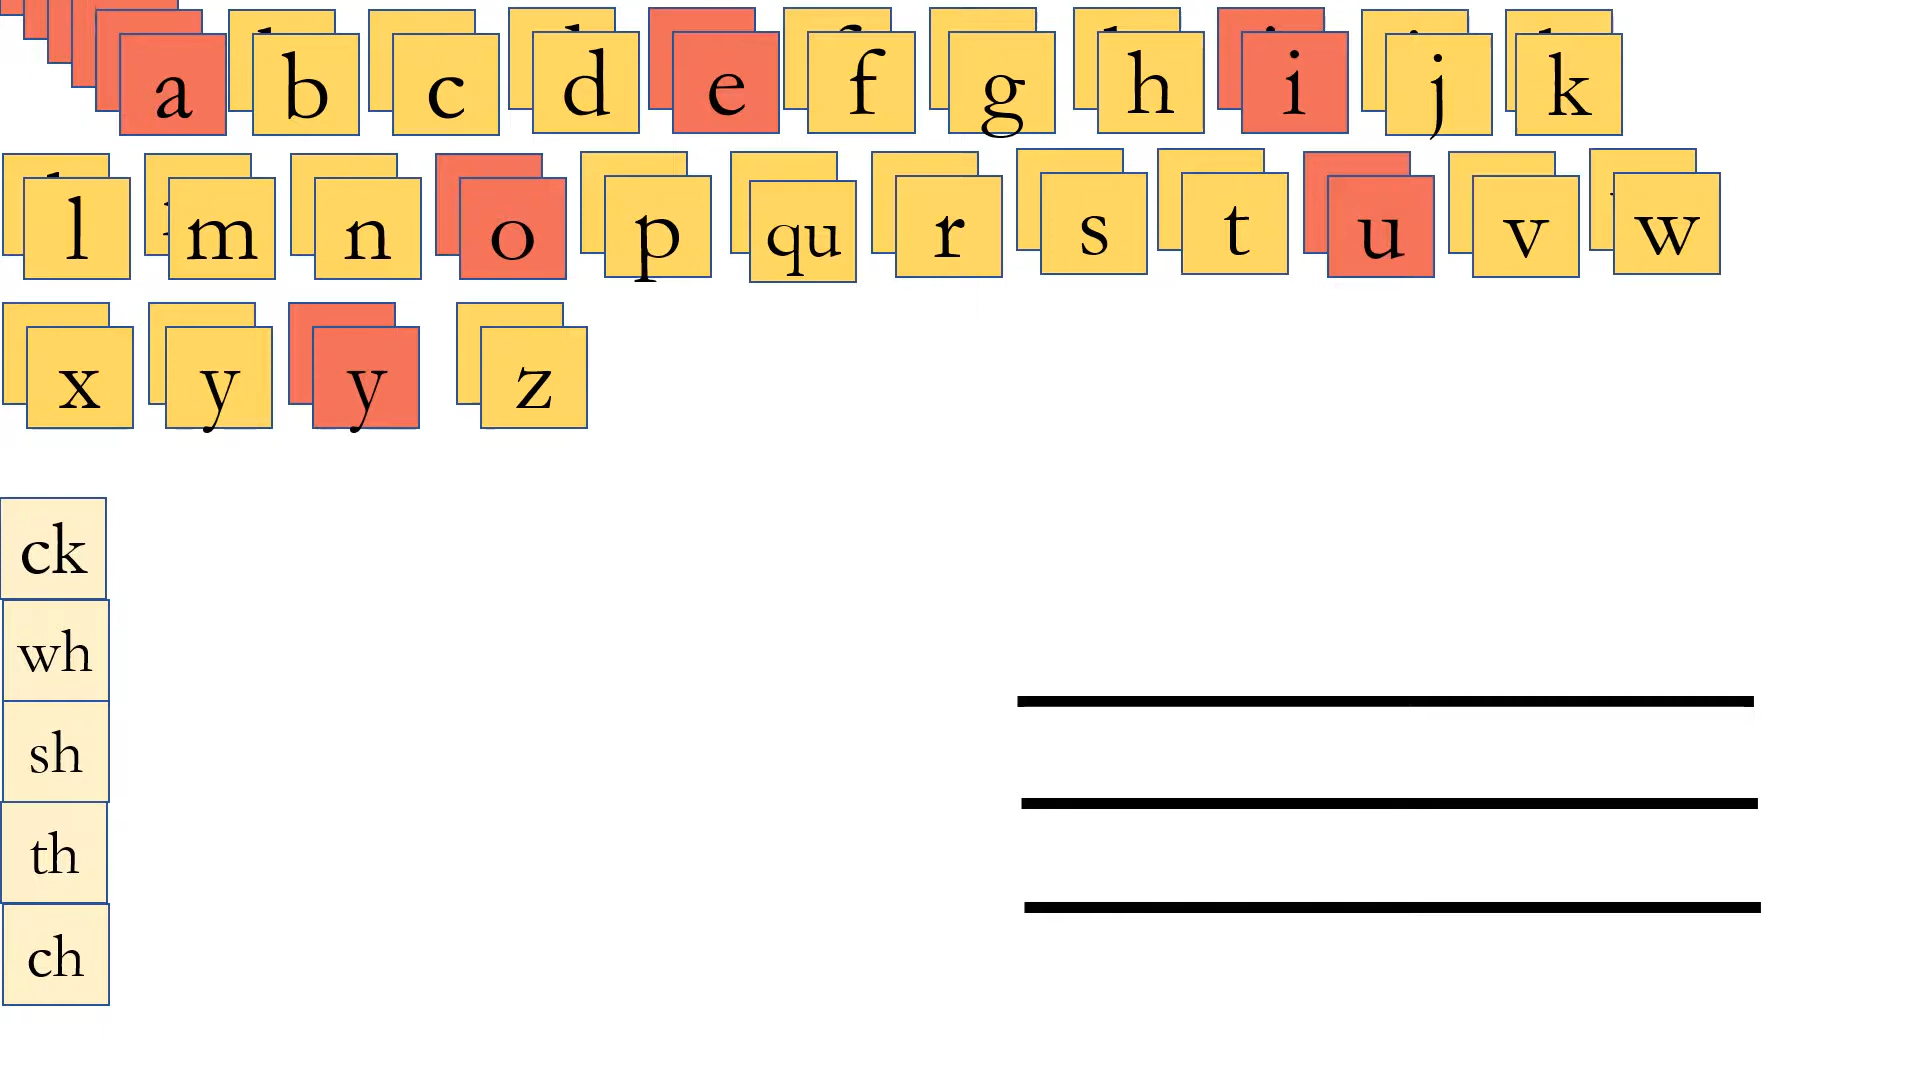 a b c d e f g h i j k
l m n o p qu r s t u v w
x y y z
ck
wh
sh
th
ch